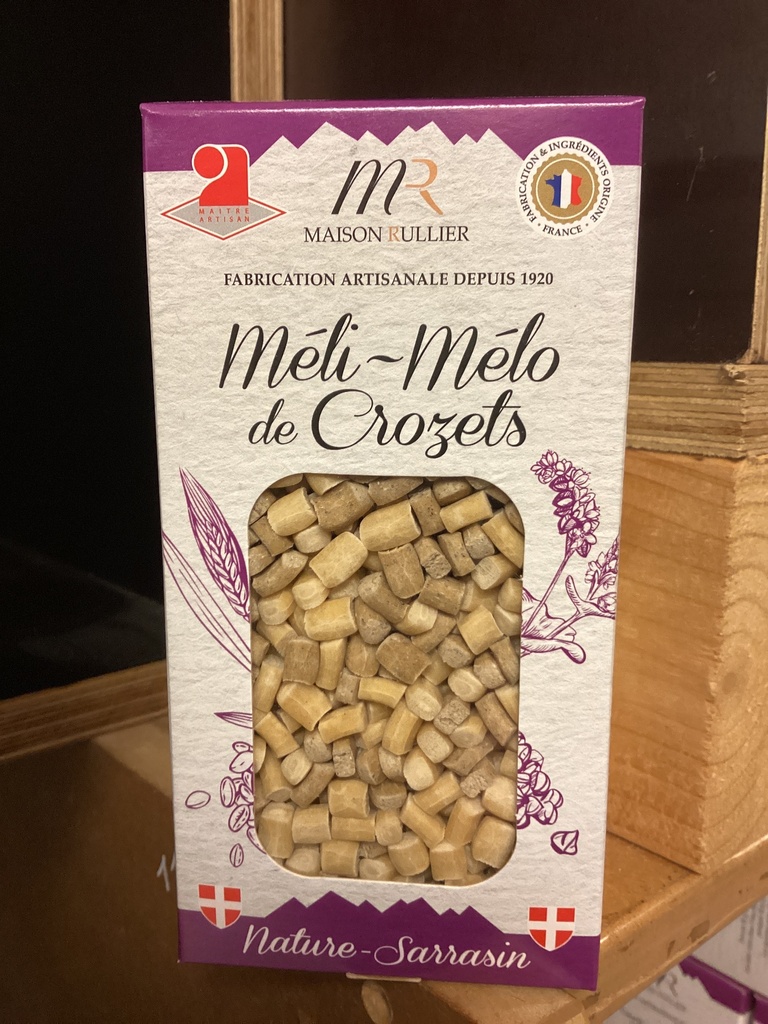 MAITRE
ARTISAN
MR
MAISON RULLIER
FABRICATION & INGRÉDIENTS ORIGINE
• FRANCE •
FABRICATION ARTISANALE DEPUIS 1920
Méli~Mélo
de Crozets
Nature-Sarrasin